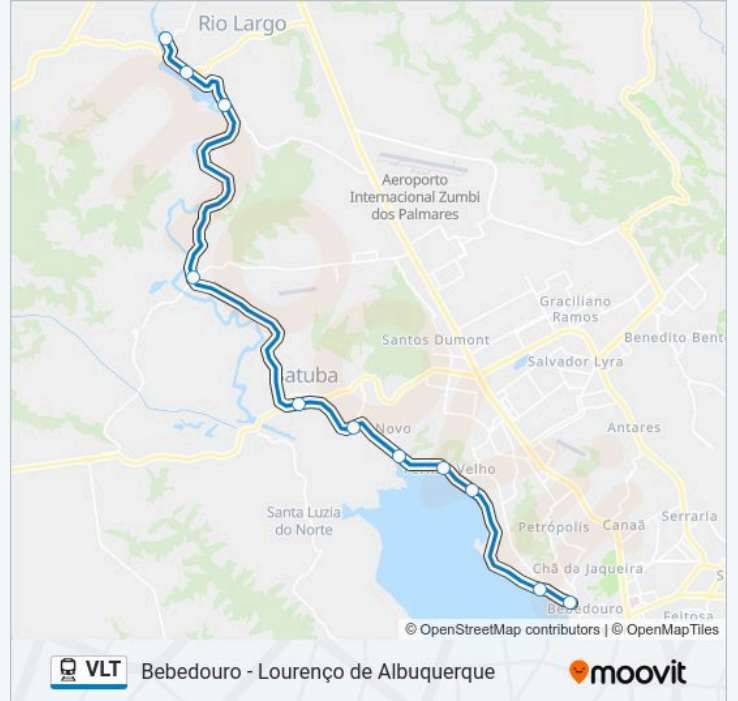 Rio Largo
Aeroporto
Internacional Zumbi
dos Palmares
Graciliano
Ramos
Santos Dumont
Benedito Bent
Salvador Lyra
atuba
Novo
Antares
Velho
Santa Luzia
do Norte
Petrópolis
Canaã
Serraria
Chã da Jaqueira
S
Bebedouro
Feitosa
© OpenStreetMap contributors | © OpenMapTiles
VLT Bebedouro - Lourenço de Albuquerque
moovit